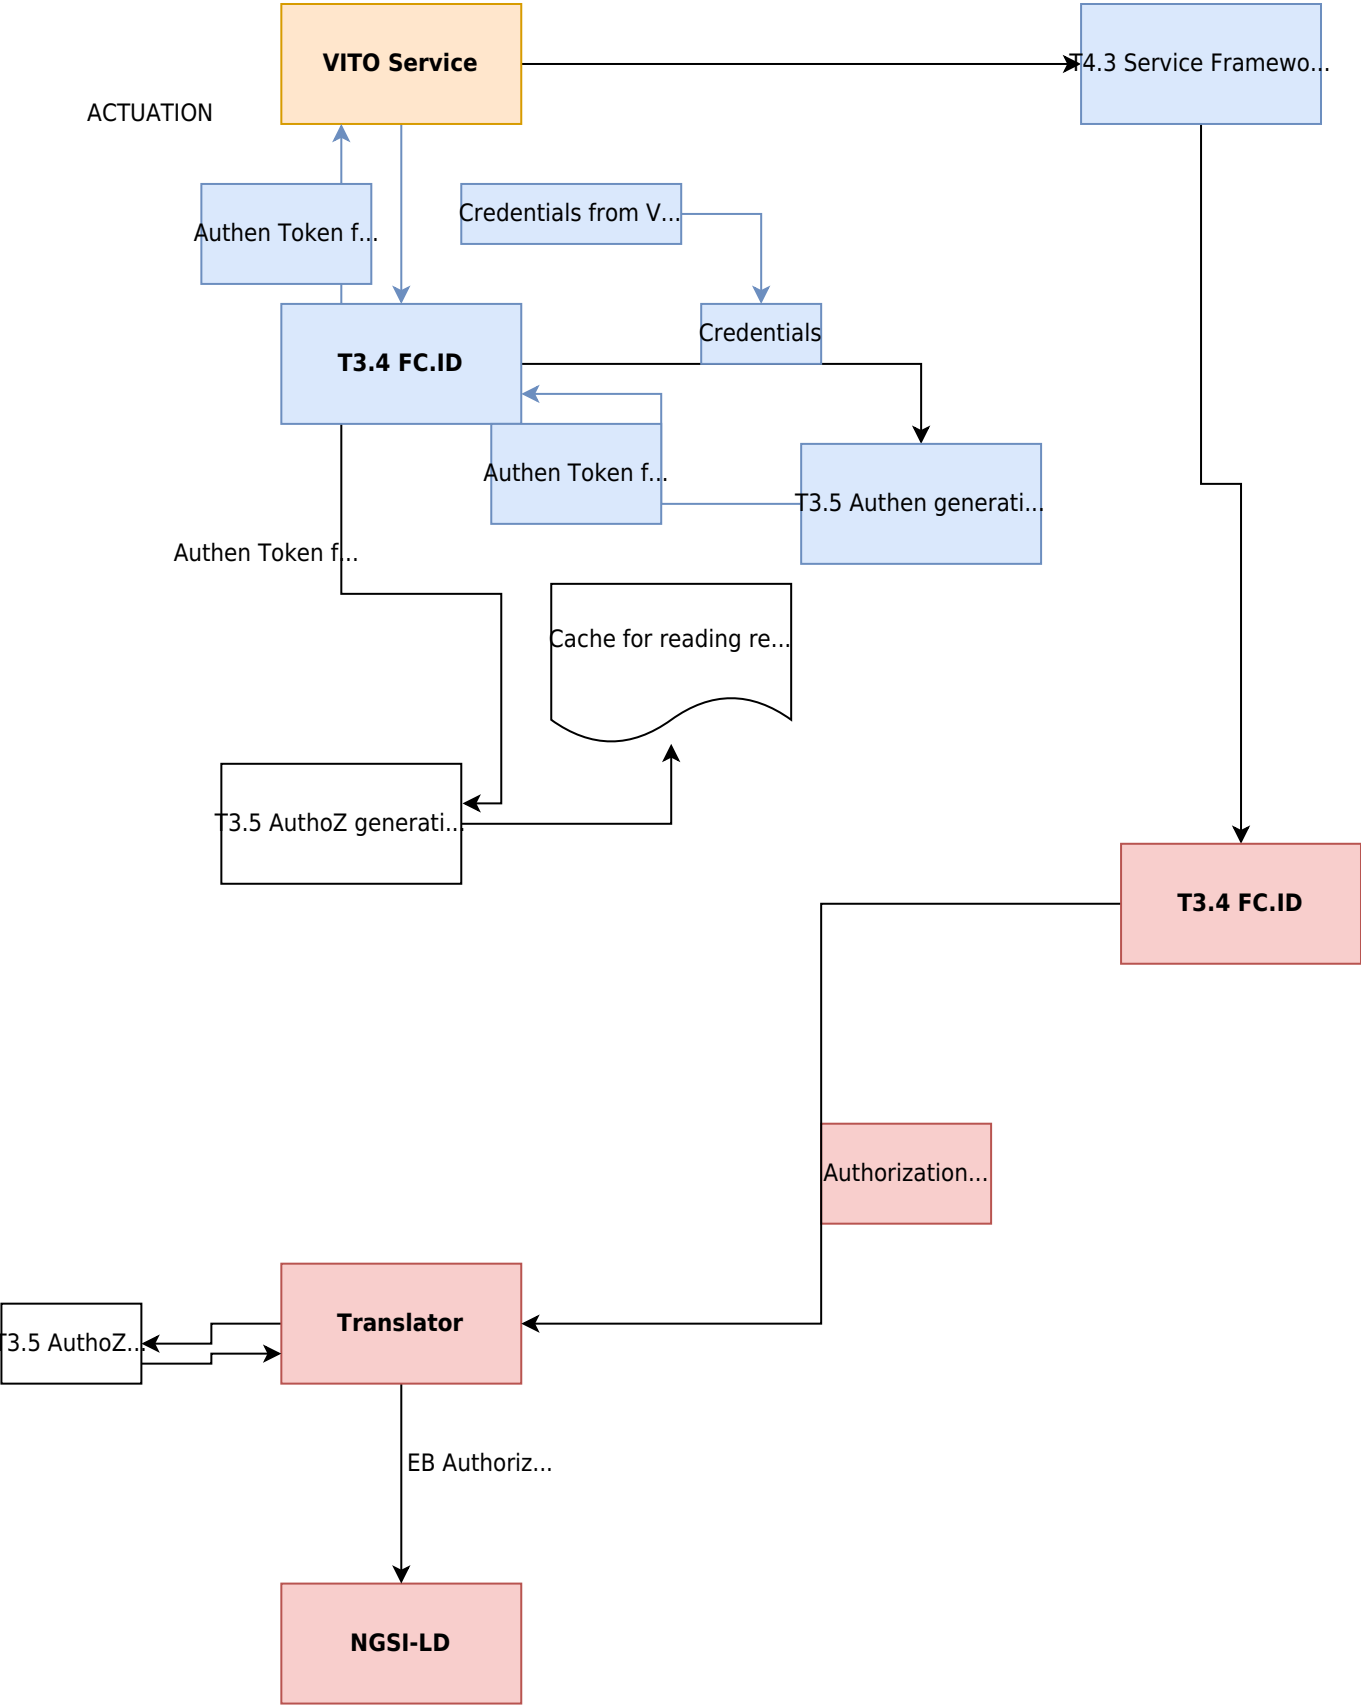 VITO Service
T4.3 Service Framewo...
ACTUATION
Authen Token f...
Credentials from V...
Credentials
T3.4 FC.ID
Authen Token f...
T3.5 Authen generati...
Authen Token f...
Cache for reading re...
T3.5 AuthoZ generati...
T3.4 FC.ID
Authorization...
Translator
T3.5 AuthoZ...
EB Authoriz...
NGSI-LD